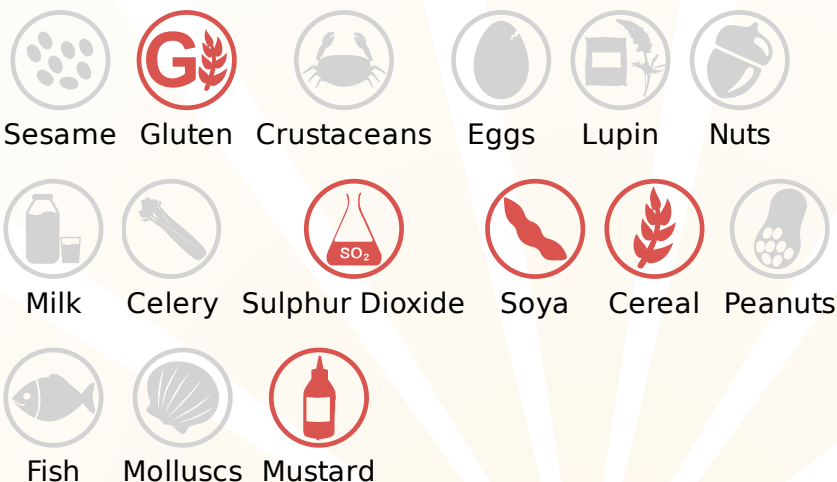 G
Sesame Gluten Crustaceans Eggs Lupin Nuts
SO₂
Milk Celery Sulphur Dioxide Soya Cereal Peanuts
Fish Molluscs Mustard